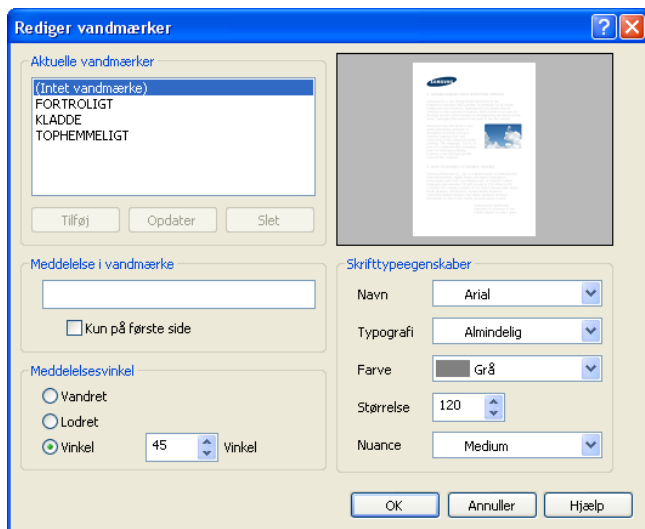 Rediger vandmærker
Aktuelle vandmærker
(Intet vandmærke)
FORTROLIGT
KLADDE
TOPHEMMELIGT
Tilføj
Opdater
Slet
SAMSUNG
Meddelelse i vandmærke
Kun på første side
Meddelelsesvinkel
Vandret
Lodret
Vinkel 45 Vinkel
Skrifttypeegenskaber
Navn Arial
Typografi Almindelig
Farve Grå
Størrelse 120
Nuance Medium
OK
Annuller
Hjælp